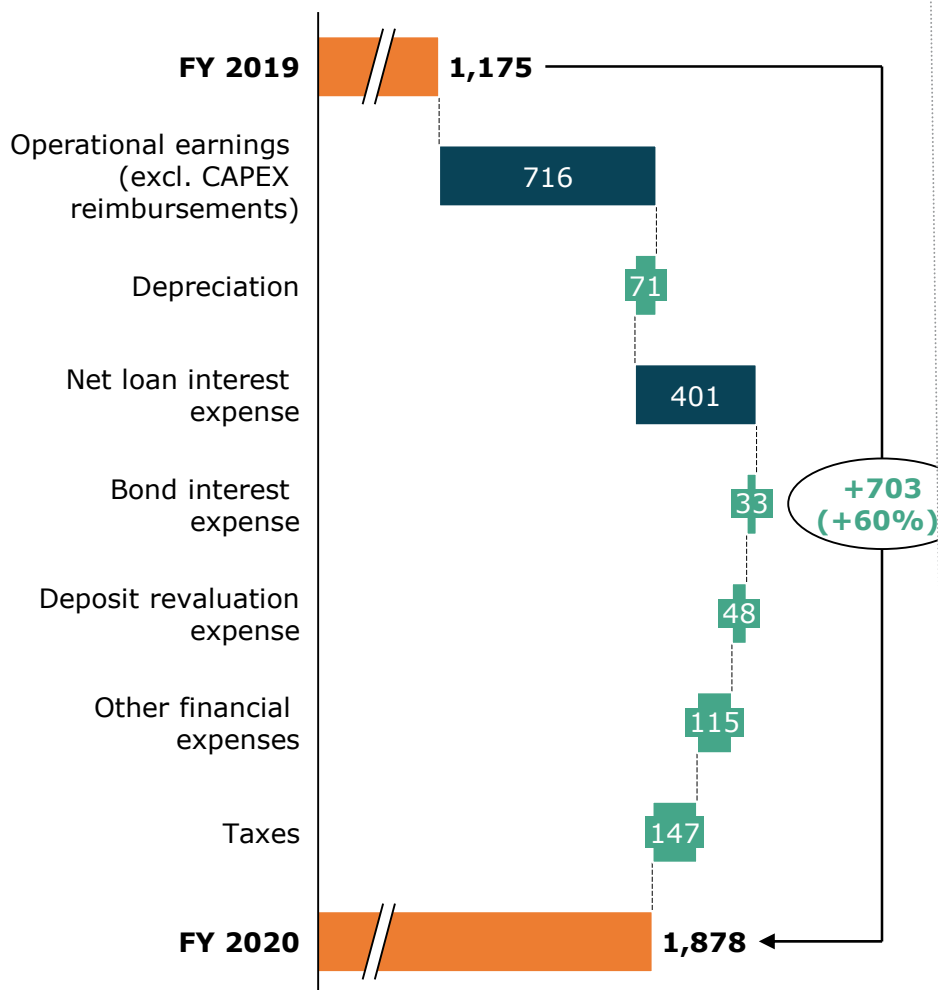 FY 2019
1,175
Operational earnings
(excl. CAPEX
reimbursements)
716
Depreciation
71
Net loan interest
expense
401
Bond interest
expense
33
+703
(+60%)
Deposit revaluation
expense
48
Other financial
expenses
115
Taxes
147
FY 2020
1,878